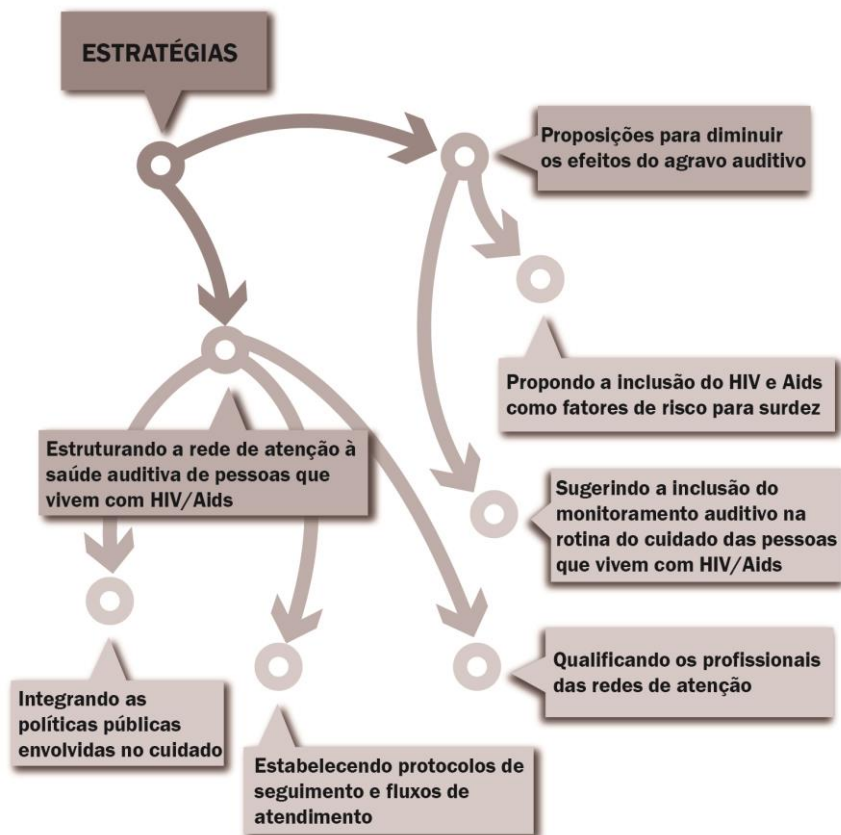 ESTRATÉGIAS
Proposições para diminuir
os efeitos do agravo auditivo
Propondo a inclusão do HIV e Aids
como fatores de risco para surdez
Estruturando a rede de atenção à
saúde auditiva de pessoas que
vivem com HIV/Aids
Sugerindo a inclusão do
monitoramento auditivo na
rotina do cuidado das pessoas
que vivem com HIV/Aids
Qualificando os profissionais
das redes de atenção
Integrando as
políticas públicas
envolvidas no cuidado
Estabelecendo protocolos de
seguimento e fluxos de
atendimento